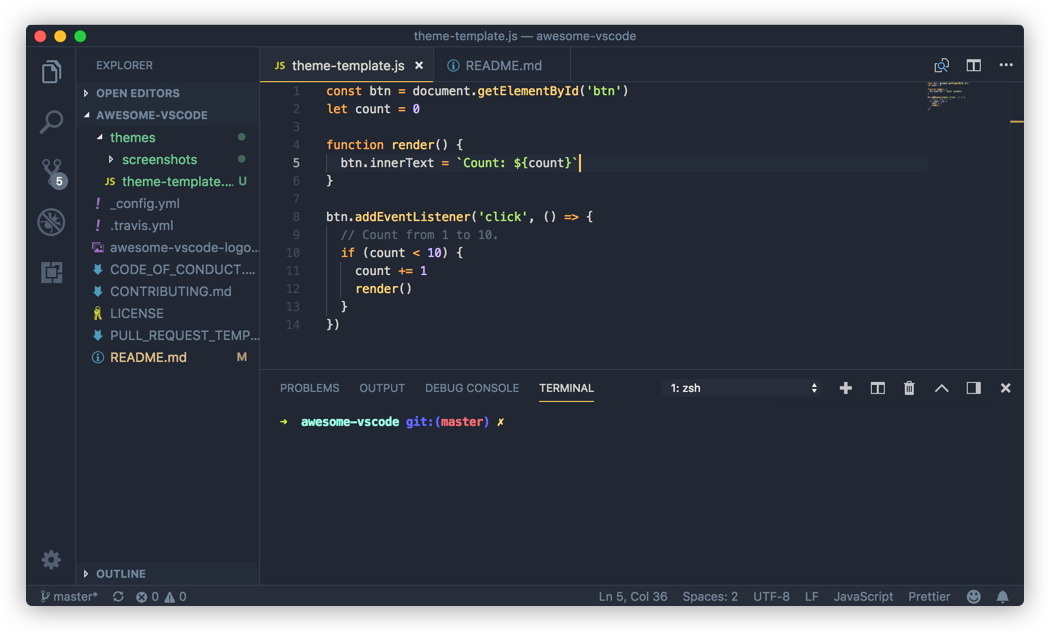 theme-template.js — awesome-vscode
EXPLORER
OPEN EDITORS
AWESOME-VSCODE
themes
screenshots
JS theme-template.... U
! _config.yml
! .travis.yml
awesome-vscode-logo...
CODE_OF_CONDUCT....
CONTRIBUTING.md
LICENSE
PULL_REQUEST_TEMP...
README.md M
OUTLINE
5
JS theme-template.js ×
README.md
1 const btn = document.getElementById('btn')
2 let count = 0
3
4 function render() {
5 btn.innerText = `Count: ${count}`
6 }
7
8 btn.addEventListener('click', () => {
9 // Count from 1 to 10.
10 if (count < 10) {
11 count += 1
12 render()
13 }
14 })
PROBLEMS OUTPUT DEBUG CONSOLE TERMINAL 1: zsh
➜ awesome-vscode git:(master) ✗
master* 0 0 Ln 5, Col 36 Spaces: 2 UTF-8 LF JavaScript Prettier